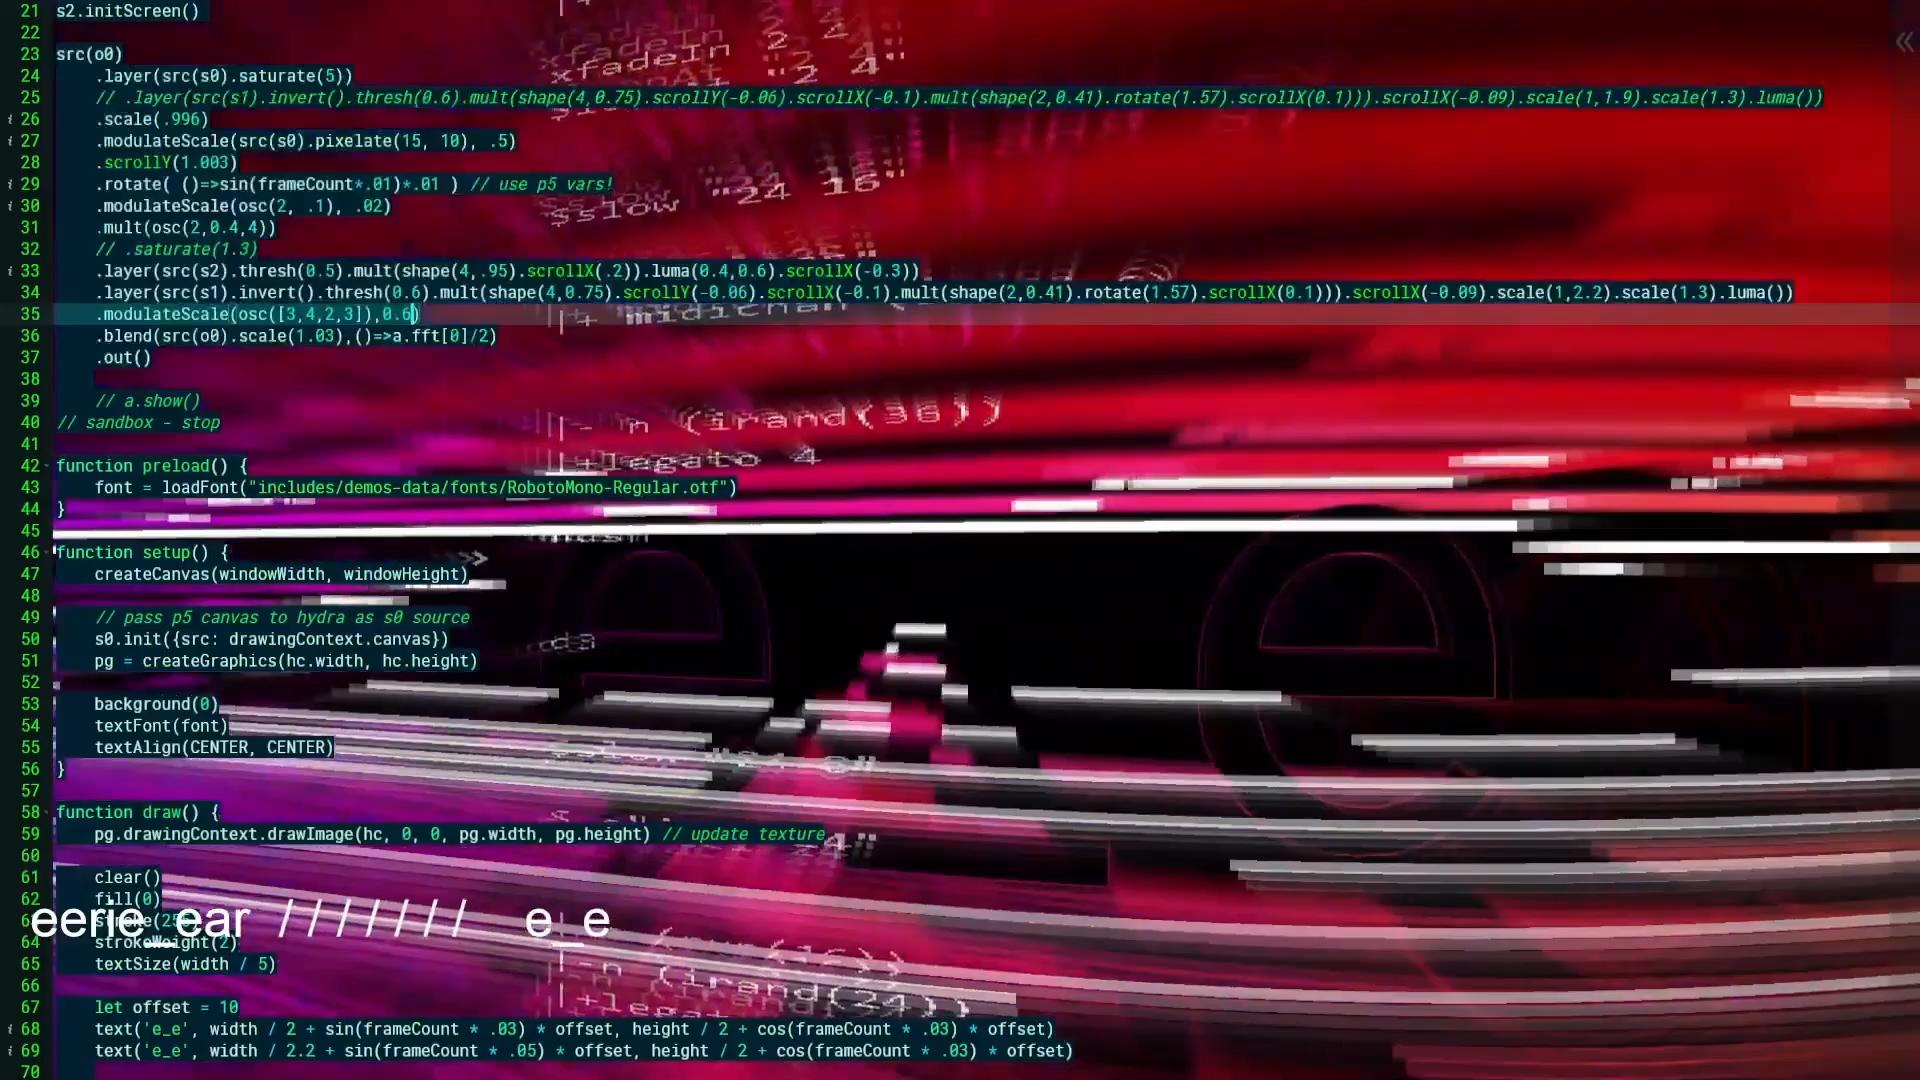 21 s2.initScreen()
22
23 src(o0)
24 .layer(src(s0).saturate(5))
25 // .layer(src(s1).invert().thresh(0.6).mult(shape(4,0.75).scrollY(-0.06).scrollX(-0.1).mult(shape(2,0.41).rotate(1.57).scrollX(0.1))).scrollX(-0.09).scale(1,1.9).scale(1.3).luma())
i 26 .scale(.996)
i 27 .modulateScale(src(s0).pixelate(15, 10), .5)
28 .scrollY(1.003)
i 29 .rotate( ()=>sin(frameCount*.01)*.01 ) // use p5 vars!
i 30 .modulateScale(osc(2, .1), .02)
31 .mult(osc(2,0.4,4))
32 // .saturate(1.3)
i 33 .layer(src(s2).thresh(0.5).mult(shape(4,.95).scrollX(.2)).luma(0.4,0.6).scrollX(-0.3))
34 .layer(src(s1).invert().thresh(0.6).mult(shape(4,0.75).scrollY(-0.06).scrollX(-0.1).mult(shape(2,0.41).rotate(1.57).scrollX(0.1))).scrollX(-0.09).scale(1,2.2).scale(1.3).luma())
35 .modulateScale(osc([3,4,2,3]),0.6)
36 .blend(src(o0).scale(1.03),()=>a.fft[0]/2)
37 .out()
38
39 // a.show()
40 // sandbox - stop
41
42 function preload() {
43 font = loadFont("includes/demos-data/fonts/RobotoMono-Regular.otf")
44 }
45
46 function setup() {
47 createCanvas(windowWidth, windowHeight)
48
49 // pass p5 canvas to hydra as s0 source
50 s0.init({src: drawingContext.canvas})
51 pg = createGraphics(hc.width, hc.height)
52
53 background(0)
54 textFont(font)
55 textAlign(CENTER, CENTER)
56 }
57
58 function draw() {
59 pg.drawingContext.drawImage(hc, 0, 0, pg.width, pg.height) // update texture
60
61 clear()
62 fill(0)
63 stroke(255)
64 strokeWeight(2)
65 textSize(width / 5)
66
67 let offset = 10
i 68 text('e_e', width / 2 + sin(frameCount * .03) * offset, height / 2 + cos(frameCount * .03) * offset)
i 69 text('e_e', width / 2.2 + sin(frameCount * .05) * offset, height / 2 + cos(frameCount * .03) * offset)
70
eerie_ear /////// e_e
xfadeIn "2 4"
$sslow "24 16"
|- n (irand(36))
|+legato 4
|-n (irand(24))
e e